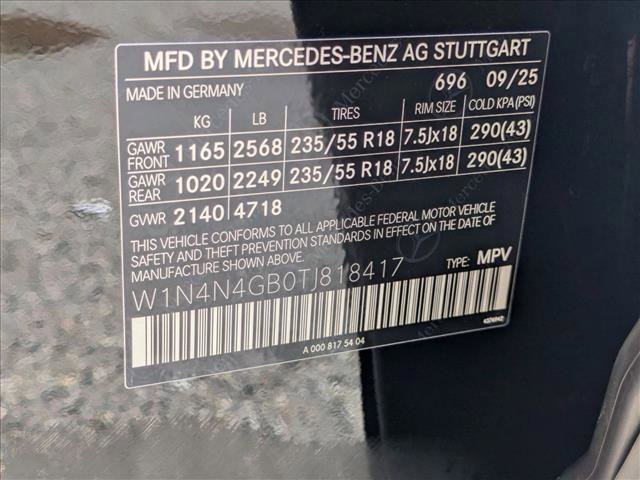 MFD BY MERCEDES-BENZ AG STUTTGART
MADE IN GERMANY 696 09/25
KG LB TIRES RIM SIZE COLD KPA(PSI)
GAWR FRONT 1165 2568 235/55 R18 7.5Jx18 290(43)
GAWR REAR 1020 2249 235/55 R18 7.5Jx18 290(43)
GVWR 2140 4718
THIS VEHICLE CONFORMS TO ALL APPLICABLE FEDERAL MOTOR VEHICLE
SAFETY AND THEFT PREVENTION STANDARDS IN EFFECT ON THE DATE OF
MANUFACTURE SHOWN ABOVE. TYPE: MPV
W1N4N4GB0TJ818417
A 000 817 54 04